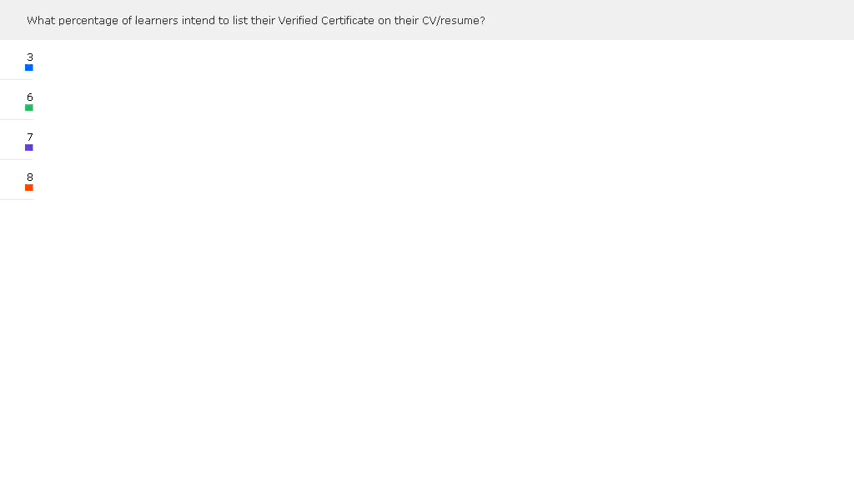 What percentage of learners intend to list their Verified Certificate on their CV/resume?
3
6
7
8